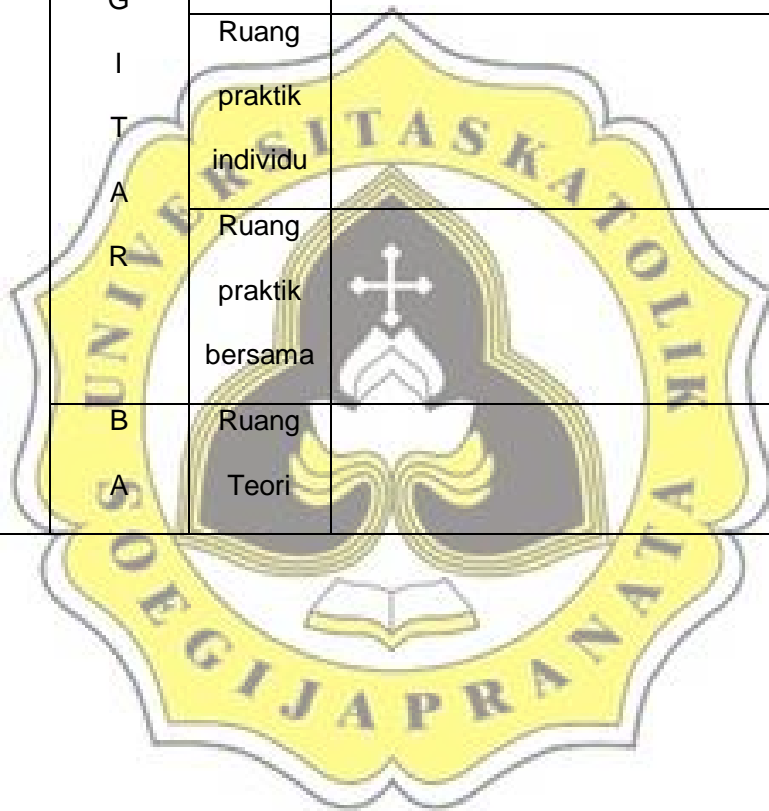 G
I
T
A
R
Ruang
praktik
individu
Ruang
praktik
bersama
B
A
Ruang
Teori
UNIVERSITAS KATOLIK
SOEGIJAPRANATA